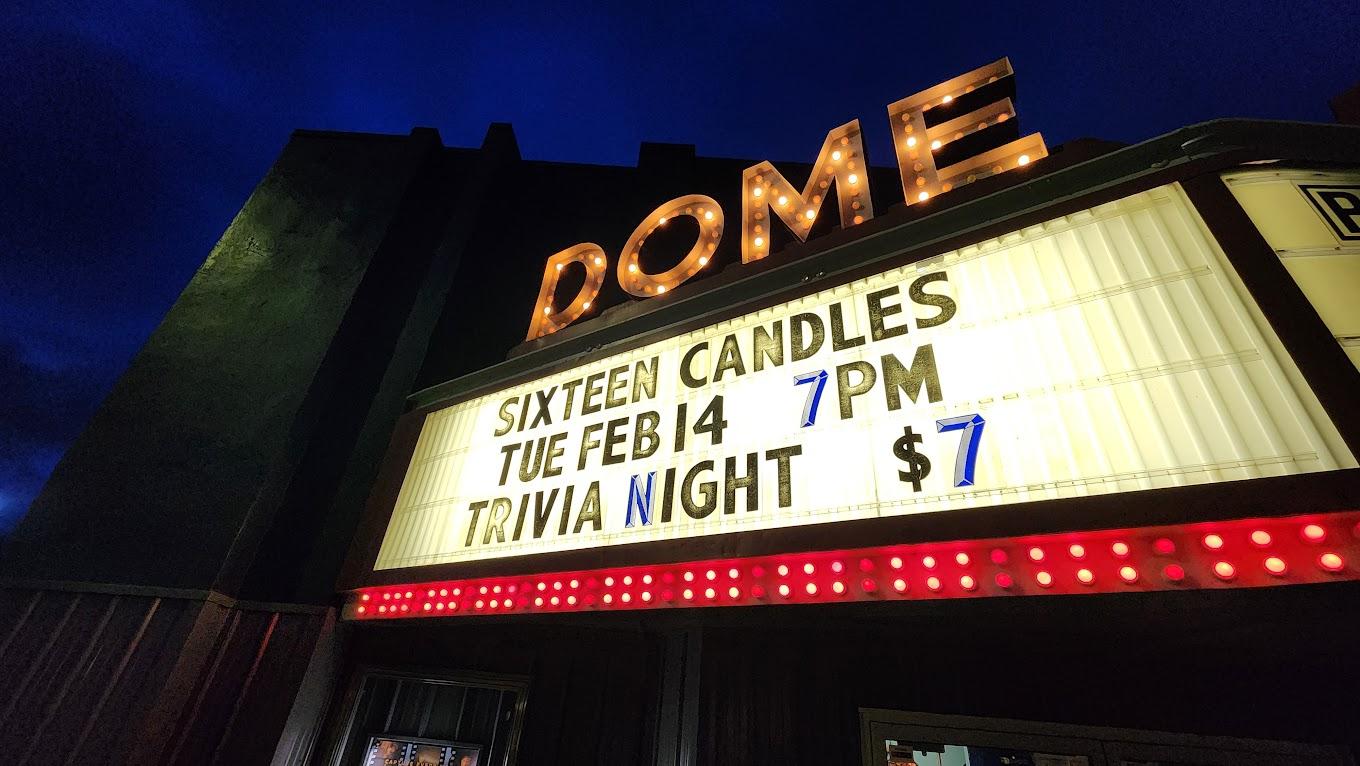 DOME
SIXTEEN CANDLES
TUE FEB 14 7PM
TRIVIA NIGHT $7